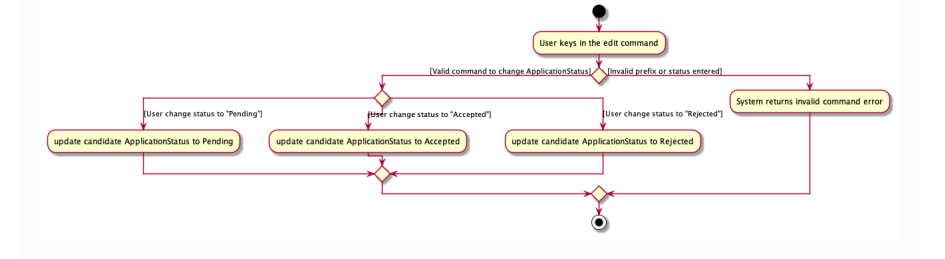 User keys in the edit command
[Valid command to change ApplicationStatus]
[Invalid prefix or status entered]
System returns invalid command error
[User change status to "Pending"]
[User change status to "Accepted"]
[User change status to "Rejected"]
update candidate ApplicationStatus to Pending
update candidate ApplicationStatus to Accepted
update candidate ApplicationStatus to Rejected